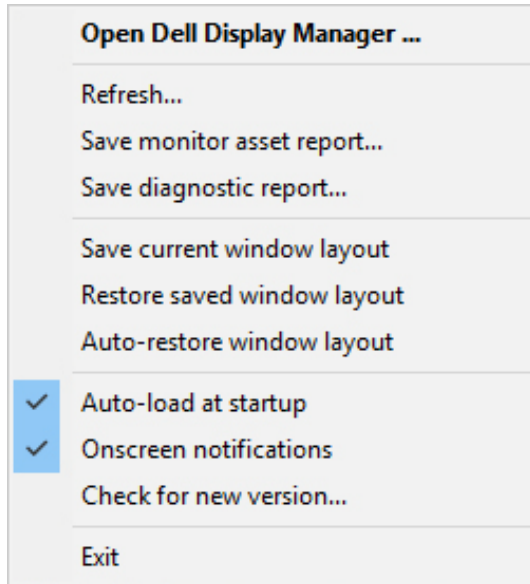 Open Dell Display Manager ...
Refresh...
Save monitor asset report...
Save diagnostic report...
Save current window layout
Restore saved window layout
Auto-restore window layout
Auto-load at startup
Onscreen notifications
Check for new version...
Exit